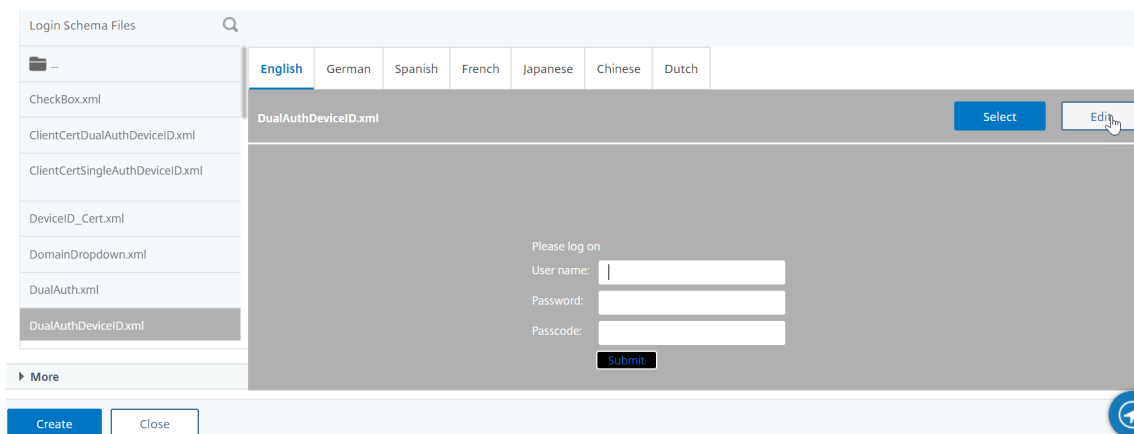 Login Schema Files
...
English German Spanish French Japanese Chinese Dutch
CheckBox.xml
DualAuthDeviceID.xml Select Edit
ClientCertDualAuthDeviceID.xml
ClientCertSingleAuthDeviceID.xml
DeviceID_Cert.xml
DomainDropdown.xml
DualAuth.xml
DualAuthDeviceID.xml
Please log on
User name:
Password:
Passcode:
Submit
More
Create Close